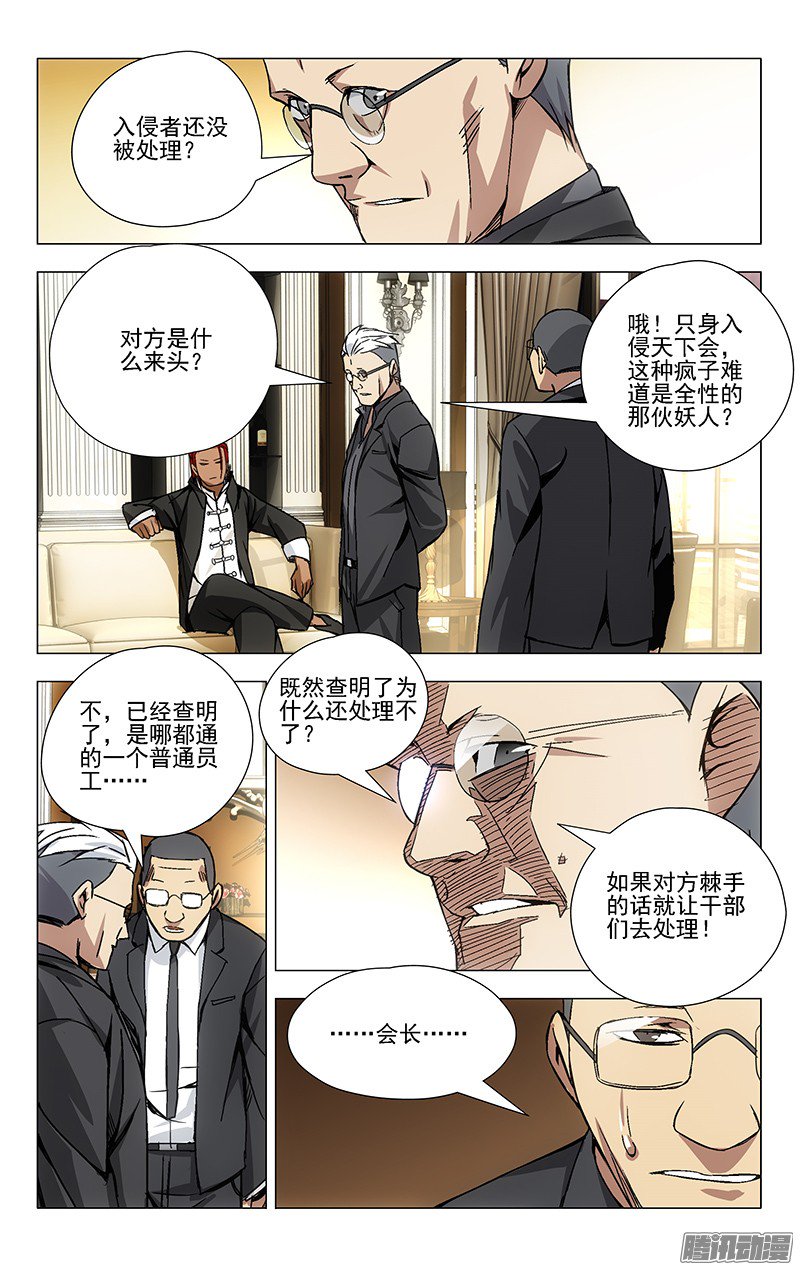 入侵者还没
被处理？
对方是什
么来头？
哦！只身入
侵天下会，
这种疯子难
道是全性的
那伙妖人？
不，已经查明
了，是哪都通
的一个普通员
工……
既然查明了为
什么还处理不
了？
如果对方棘手
的话就让干部
们去处理！
……会长……
腾讯动漫